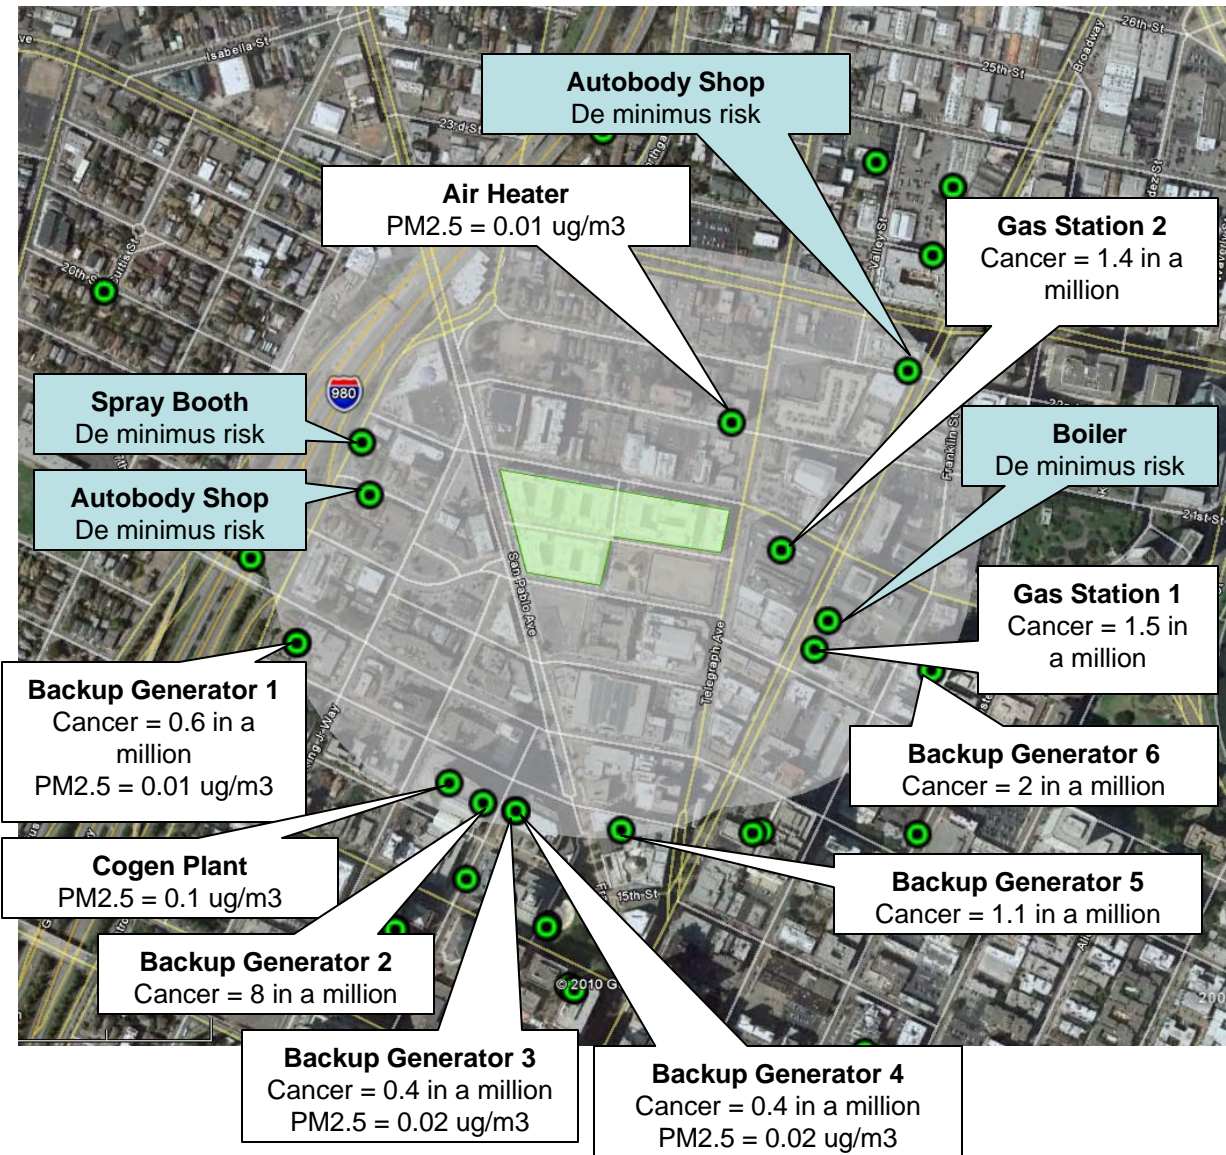 Isabella St
26th St
Broadway
25th St
Autobody Shop
De minimus risk
23rd St
Air Heater
PM2.5 = 0.01 ug/m3
Gas Station 2
Cancer = 1.4 in a
million
Valley St
20th S
Curtis St
980
Spray Booth
De minimus risk
Autobody Shop
De minimus risk
Franklin St
Boiler
De minimus risk
21st St
San Pablo Ave
Telegraph Ave
Gas Station 1
Cancer = 1.5 in
a million
Backup Generator 1
Cancer = 0.6 in a
million
PM2.5 = 0.01 ug/m3
ing Jr Way
Backup Generator 6
Cancer = 2 in a million
Cogen Plant
PM2.5 = 0.1 ug/m3
15th St
Backup Generator 5
Cancer = 1.1 in a million
Backup Generator 2
Cancer = 8 in a million
© 2010 G
200
Backup Generator 3
Cancer = 0.4 in a million
PM2.5 = 0.02 ug/m3
Backup Generator 4
Cancer = 0.4 in a million
PM2.5 = 0.02 ug/m3